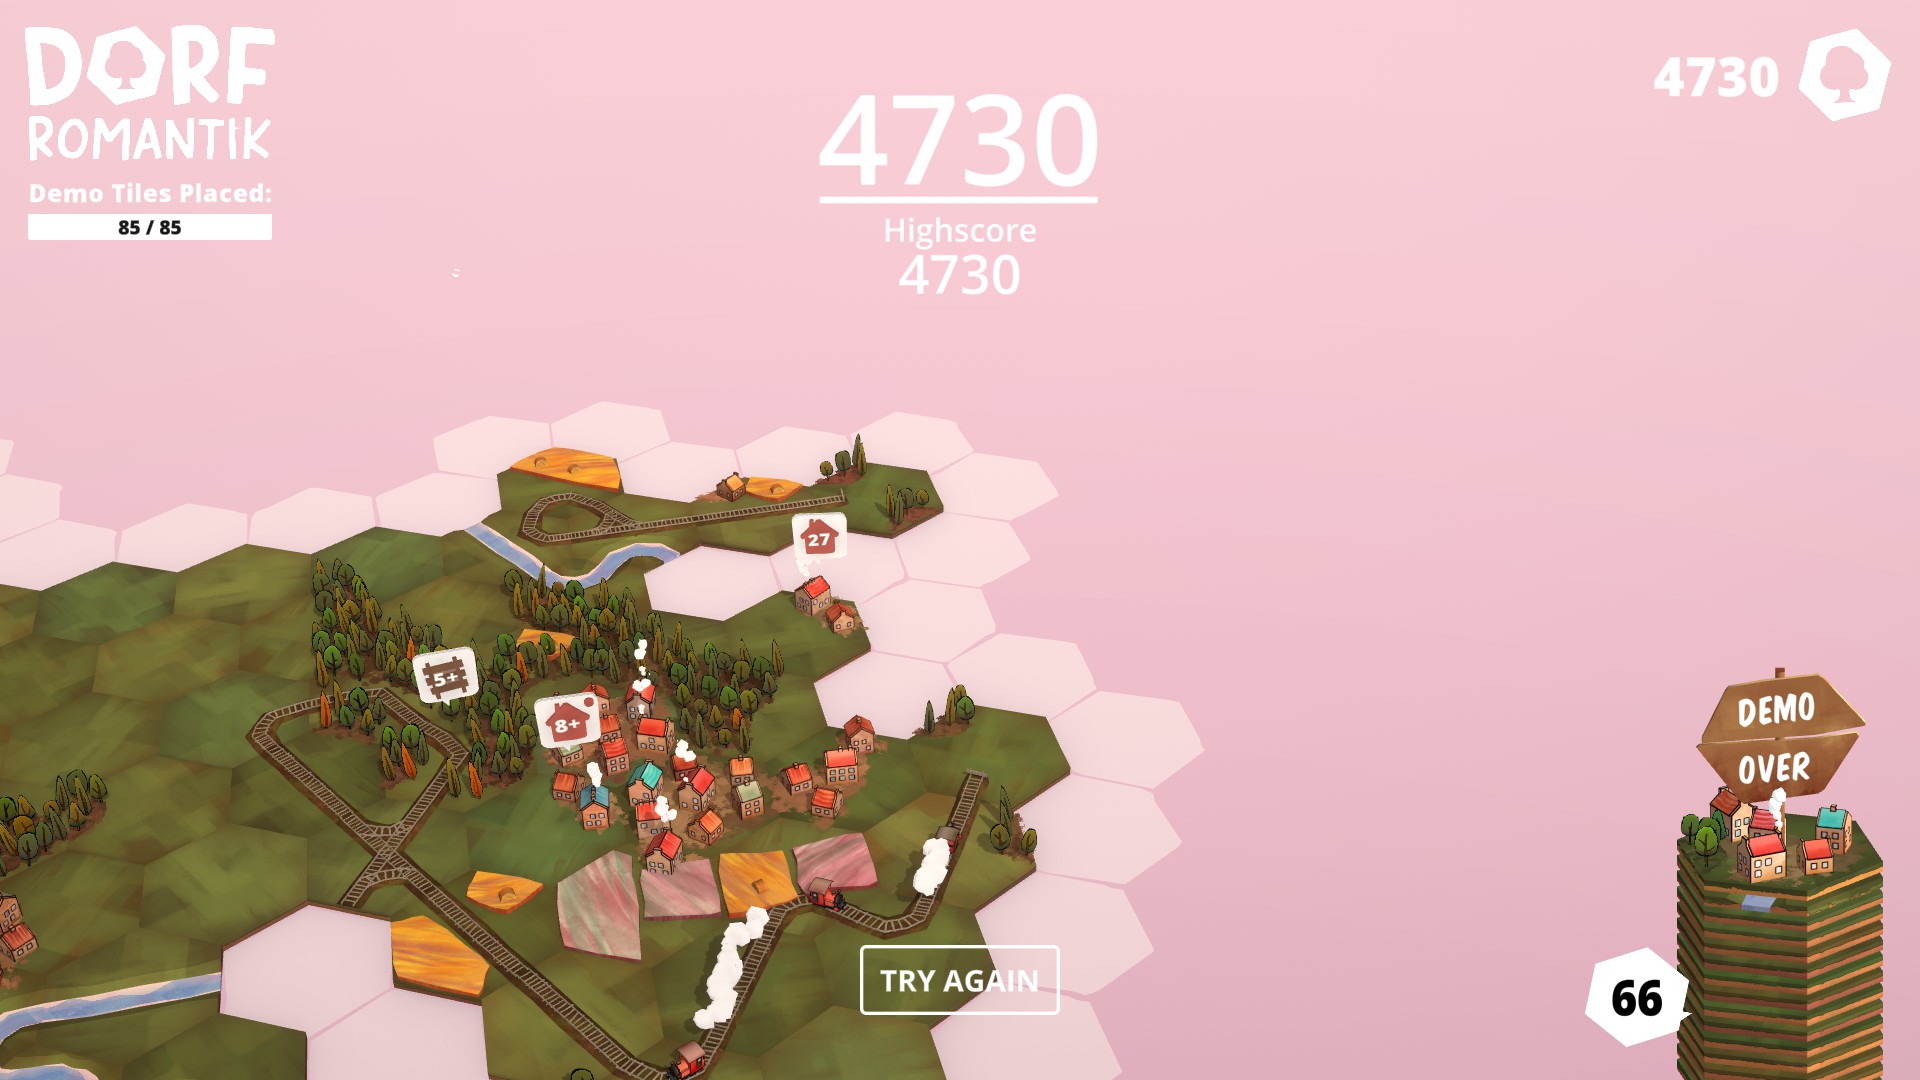 DORF
ROMANTIK
Demo Tiles Placed:
85 / 85
4730
Highscore
4730
4730
27
5+
8+
DEMO
OVER
TRY AGAIN
66